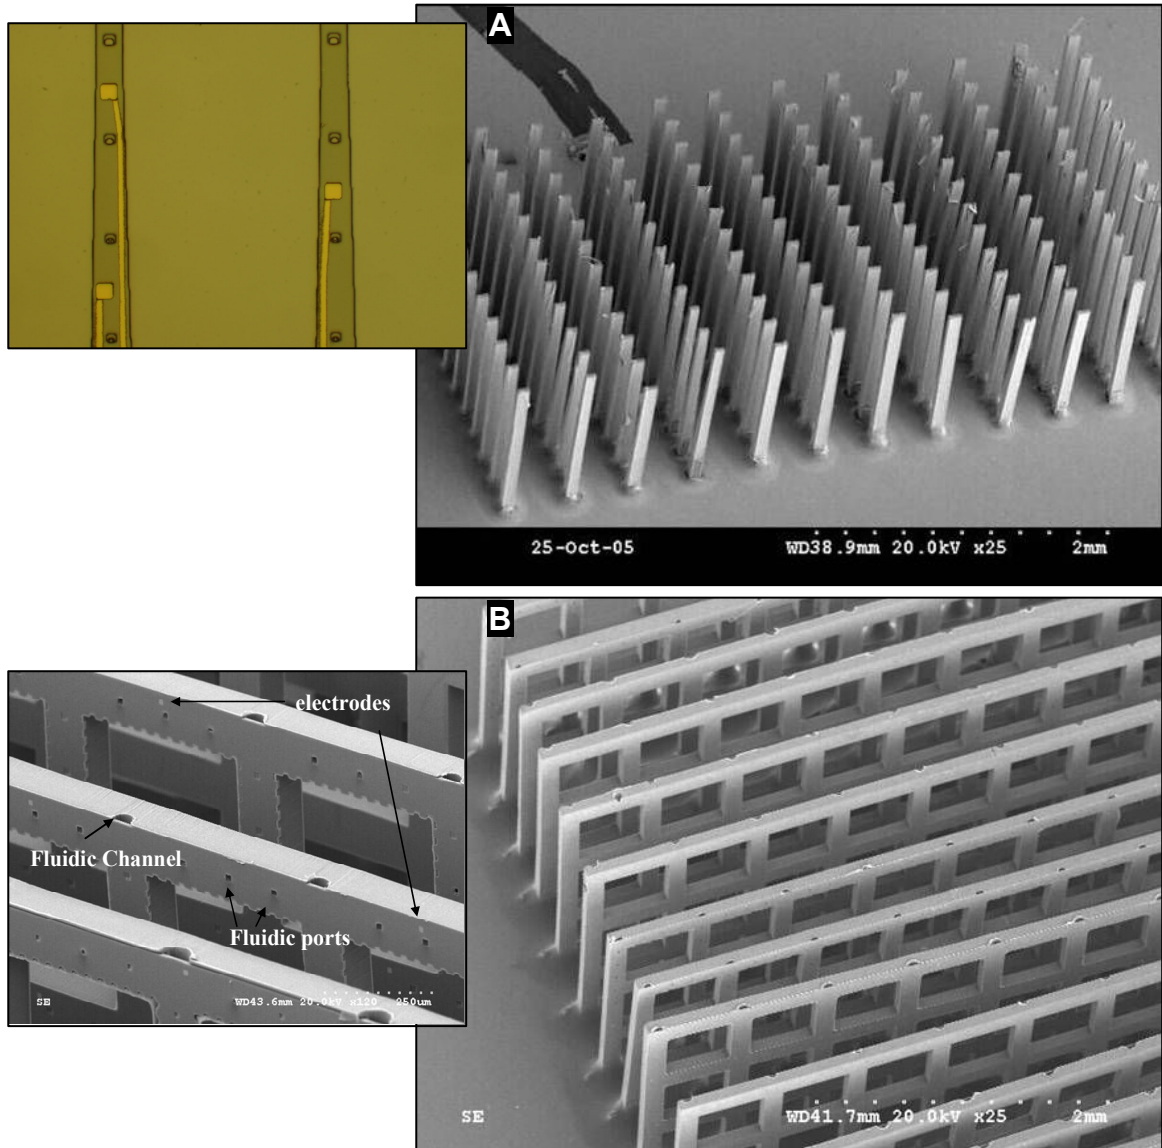 A
25-Oct-05 WD38.9mm 20.0kV x25 2mm
B
electrodes
Fluidic Channel
Fluidic ports
SE WD43.6mm 20.0kV x120 250um
SE WD41.7mm 20.0kV x25 2mm